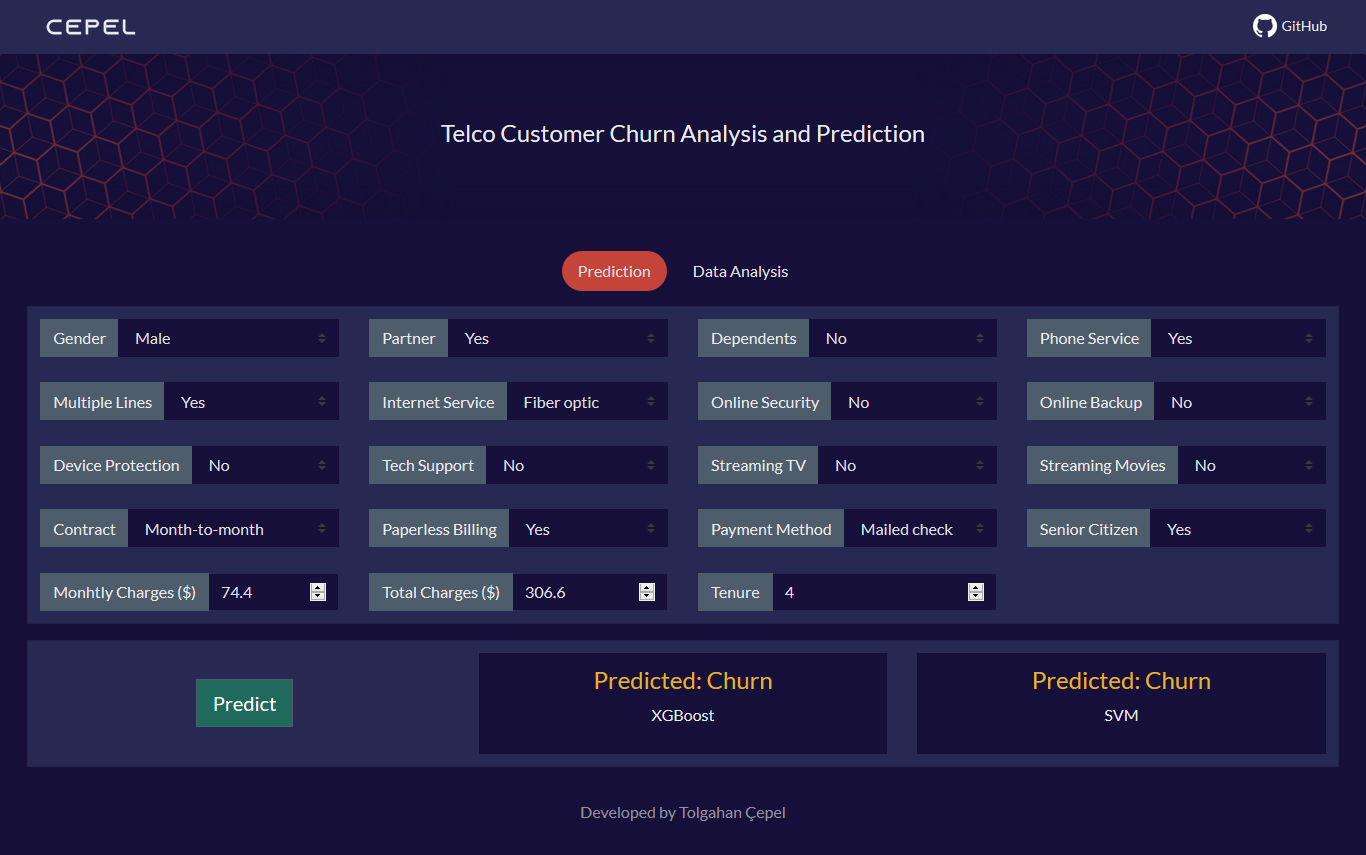 CEPEL GitHub
Telco Customer Churn Analysis and Prediction
Prediction Data Analysis
Gender Male Partner Yes Dependents No Phone Service Yes
Multiple Lines Yes Internet Service Fiber optic Online Security No Online Backup No
Device Protection No Tech Support No Streaming TV No Streaming Movies No
Contract Month-to-month Paperless Billing Yes Payment Method Mailed check Senior Citizen Yes
Monhtly Charges ($) 74.4 Total Charges ($) 306.6 Tenure 4
Predict
Predicted: Churn
XGBoost
Predicted: Churn
SVM
Developed by Tolgahan Çepel